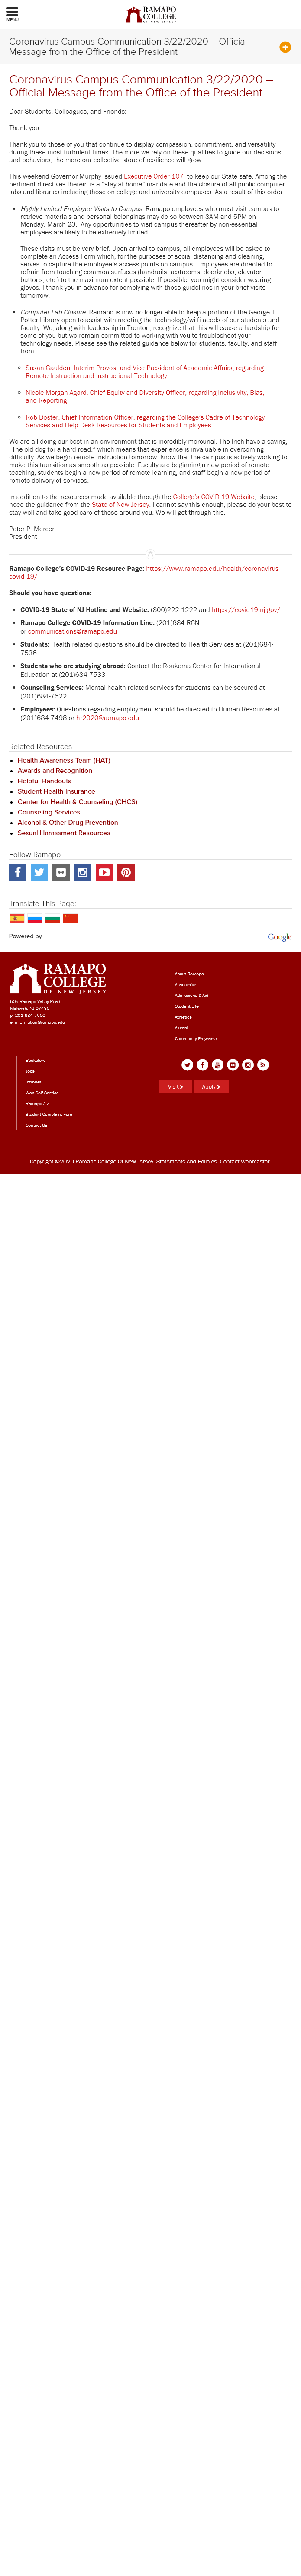 MENU
RAMAPO
COLLEGE
OF NEW JERSEY
Coronavirus Campus Communication 3/22/2020 – Official
Message from the Office of the President
Coronavirus Campus Communication 3/22/2020 –
Official Message from the Office of the President
Dear Students, Colleagues, and Friends:
Thank you.
Thank you to those of you that continue to display compassion, commitment, and versatility
during these most turbulent times. The more we rely on these qualities to guide our decisions
and behaviors, the more our collective store of resilience will grow.
This weekend Governor Murphy issued Executive Order 107 to keep our State safe. Among the
pertinent directives therein is a “stay at home” mandate and the closure of all public computer
labs and libraries including those on college and university campuses. As a result of this order:
• Highly Limited Employee Visits to Campus: Ramapo employees who must visit campus to
retrieve materials and personal belongings may do so between 8AM and 5PM on
Monday, March 23. Any opportunities to visit campus thereafter by non-essential
employees are likely to be extremely limited.
These visits must be very brief. Upon arrival to campus, all employees will be asked to
complete an Access Form which, for the purposes of social distancing and cleaning,
serves to capture the employee’s access points on campus. Employees are directed to
refrain from touching common surfaces (handrails, restrooms, doorknobs, elevator
buttons, etc.) to the maximum extent possible. If possible, you might consider wearing
gloves. I thank you in advance for complying with these guidelines for your brief visits
tomorrow.
• Computer Lab Closure: Ramapo is now no longer able to keep a portion of the George T.
Potter Library open to assist with meeting the technology/wi-fi needs of our students and
faculty. We, along with leadership in Trenton, recognize that this will cause a hardship for
some of you but we are not permitted to continue to provide these services to you in
person. Please review the related guidance below for students, faculty, and staff
from:
Susan Gaulden, Interim Provost and Vice President of Academic Affairs, regarding
Remote Instruction and Instructional Technology
Nicole Morgan Agard, Chief Equity and Diversity Officer, regarding Inclusivity, Bias,
and Reporting
Rob Doster, Chief Information Officer, regarding the College’s Cadre of Technology
Services and Help Desk Resources for Students and Employees
We are all doing our best in an environment that is anything but usual. The Irish have a saying,
“The old dog for a hard road,” which means that experience is invaluable in overcoming
difficulty. As we begin remote instruction tomorrow, know that the campus is actively working to
make this transition as smooth as possible. Faculty are beginning a new period of remote
teaching, students begin a new period of remote learning, and staff begin a new period of
remote delivery of services.
In addition to the resources available through the College’s COVID-19 Website, please
heed the guidance from the State of New Jersey. I cannot say this enough, please do your best to
stay well and take good care of those around you. We will get through this.
Peter P. Mercer
President
Ramapo College’s COVID-19 Resource Page: https://www.ramapo.edu/health/coronavirus-
covid-19/
Should you have questions:
• COVID-19 State of NJ Hotline and Website: (800)222-1222 and https://covid19.nj.gov/
• Ramapo College COVID-19 Information Line: (201)684-RCNJ
or communications@ramapo.edu
• Students: Health related questions should be directed to Health Services at (201)684-
7536
• Students who are studying abroad: Contact the Roukema Center for International
Education at (201)684-7533
• Counseling Services: Mental health related services for students can be secured at
(201)684-7522
• Employees: Questions regarding employment should be directed to Human Resources at
(201)684-7498 or hr2020@ramapo.edu
Related Resources
• Health Awareness Team (HAT)
• Awards and Recognition
• Helpful Handouts
• Student Health Insurance
• Center for Health & Counseling (CHCS)
• Counseling Services
• Alcohol & Other Drug Prevention
• Sexual Harassment Resources
Follow Ramapo
Translate This Page:
Powered by Google
RAMAPO
COLLEGE
OF NEW JERSEY
505 Ramapo Valley Road
Mahwah, NJ 07430
p: 201-684-7500
e: information@ramapo.edu
About Ramapo
Academics
Admissions & Aid
Student Life
Athletics
Alumni
Community Programs
Bookstore
Jobs
Intranet
Web Self-Service
Ramapo A-Z
Student Complaint Form
Contact Us
Visit
Apply
Copyright ©2020 Ramapo College Of New Jersey. Statements And Policies. Contact Webmaster.